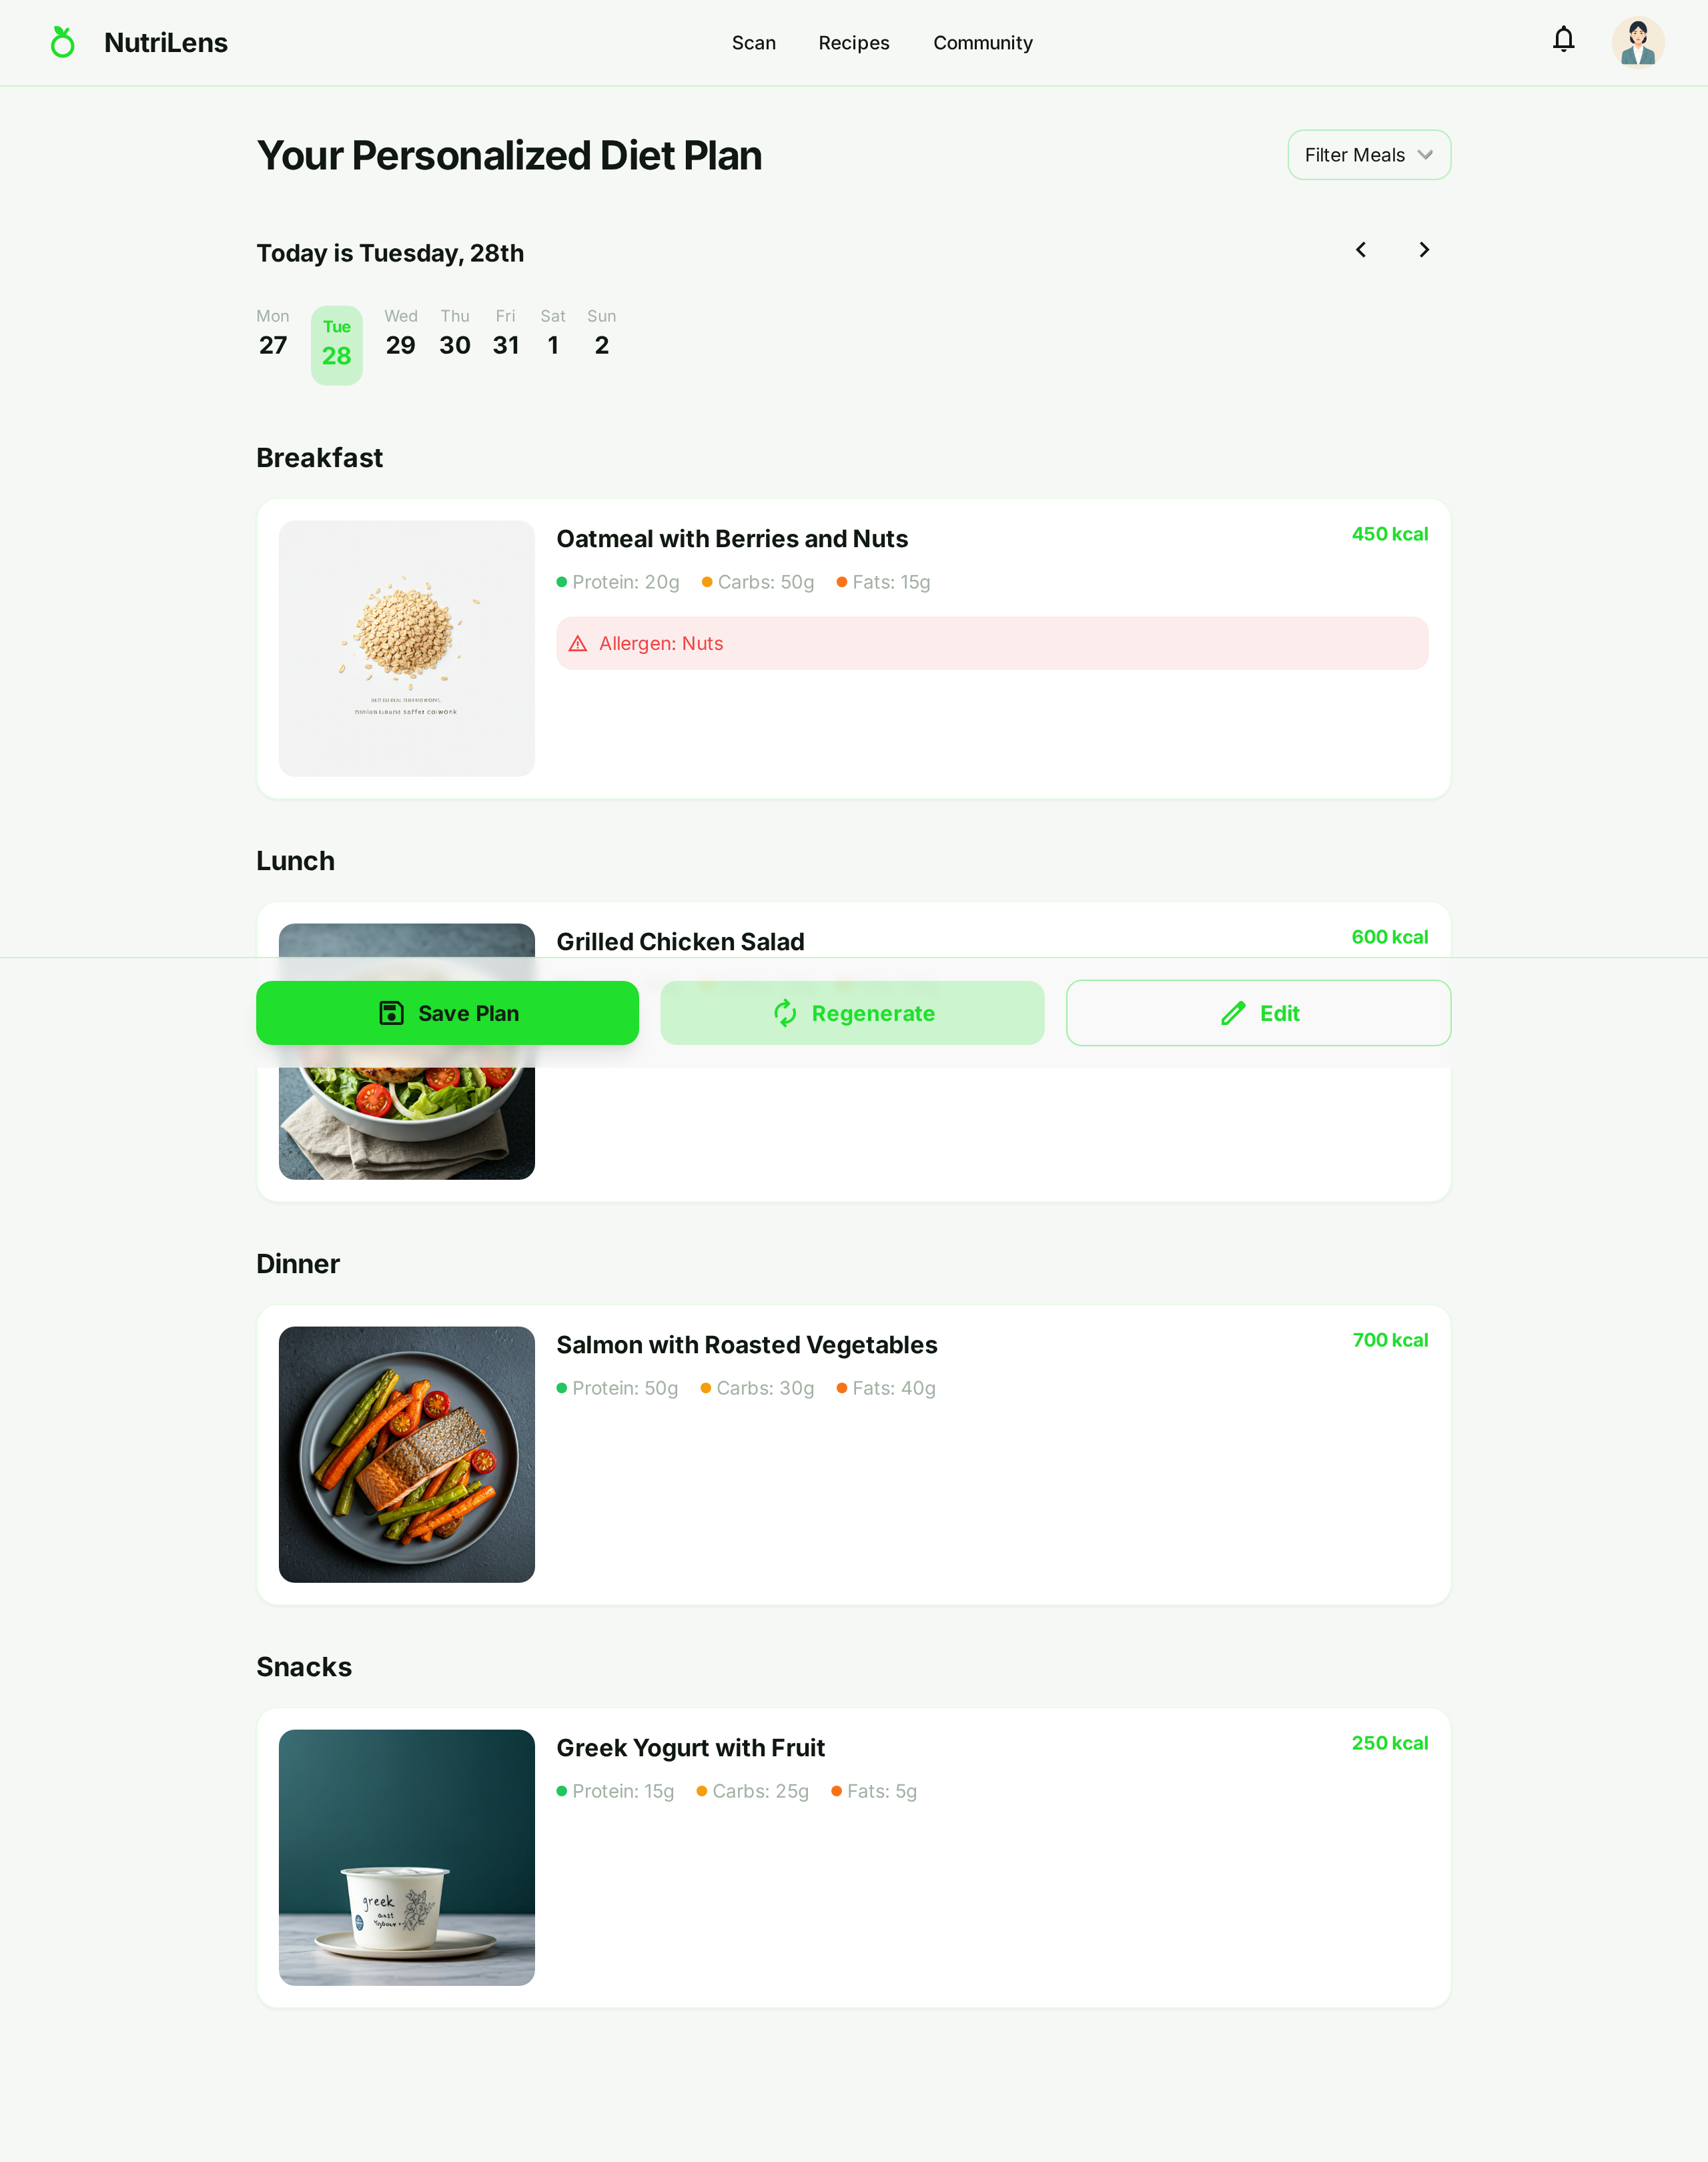 NutriLens
Scan
Recipes
Community
Your Personalized Diet Plan
Filter Meals
Today is Tuesday, 28th
Mon Tue Wed Thu Fri Sat Sun
27 28 29 30 31 1 2
Breakfast
Oatmeal with Berries and Nuts
450 kcal
Protein: 20g Carbs: 50g Fats: 15g
Allergen: Nuts
Lunch
Grilled Chicken Salad
600 kcal
Save Plan
Regenerate
Edit
Dinner
Salmon with Roasted Vegetables
700 kcal
Protein: 50g Carbs: 30g Fats: 40g
Snacks
Greek Yogurt with Fruit
250 kcal
Protein: 15g Carbs: 25g Fats: 5g
greek